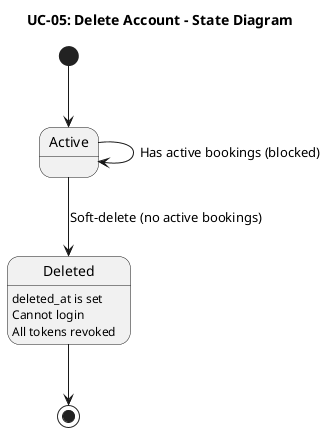 UC-05: Delete Account - State Diagram
Active
Has active bookings (blocked)
Soft-delete (no active bookings)
Deleted
deleted_at is set
Cannot login
All tokens revoked